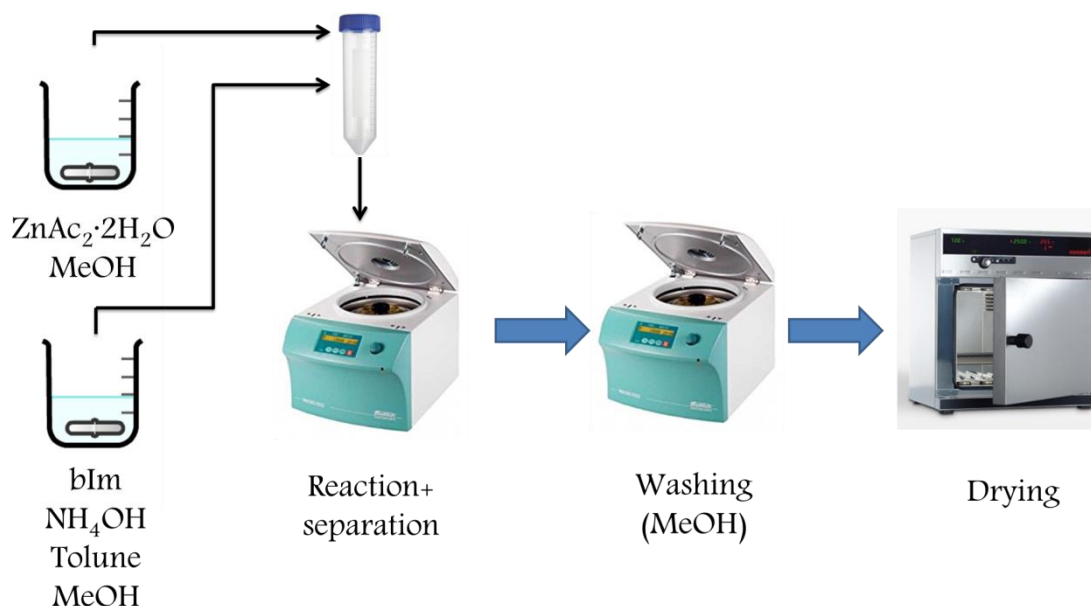 ZnAc₂·2H₂O
MeOH
bIm
NH₄OH
Tolune
MeOH
Reaction+
separation
Washing
(MeOH)
Drying